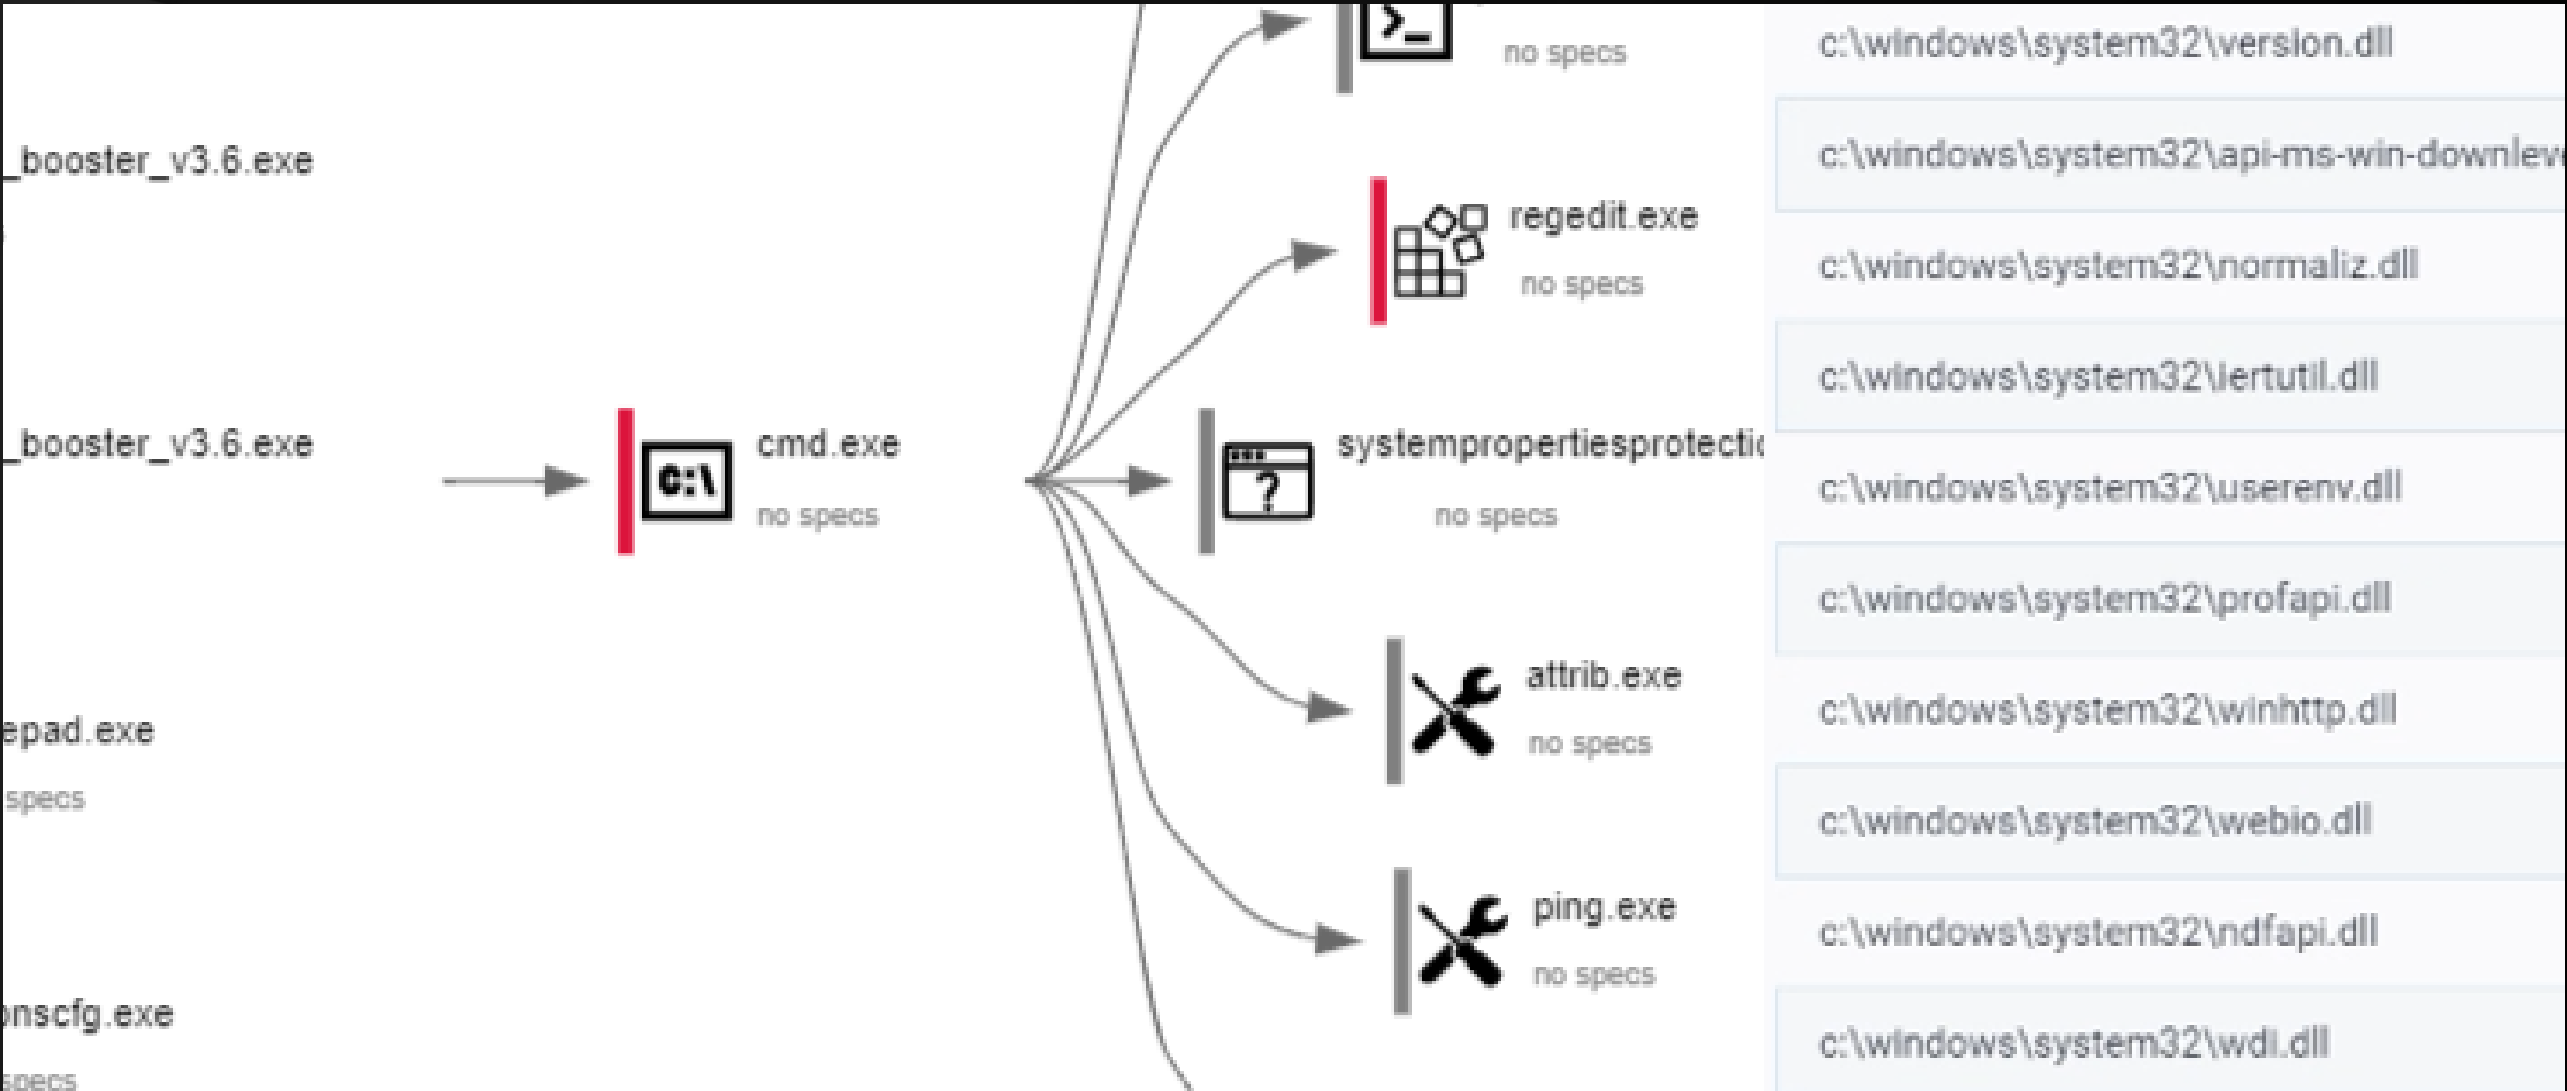 _booster_v3.6.exe
_booster_v3.6.exe
epad.exe
specs
onscfg.exe
specs
C:\
cmd.exe
no specs
>_
no specs
regedit.exe
no specs
systempropertiesprotectio
no specs
attrib.exe
no specs
ping.exe
no specs
c:\windows\system32\version.dll
c:\windows\system32\api-ms-win-downleve
c:\windows\system32\normaliz.dll
c:\windows\system32\iertutil.dll
c:\windows\system32\userenv.dll
c:\windows\system32\profapi.dll
c:\windows\system32\winhttp.dll
c:\windows\system32\webio.dll
c:\windows\system32\ndfapi.dll
c:\windows\system32\wdi.dll